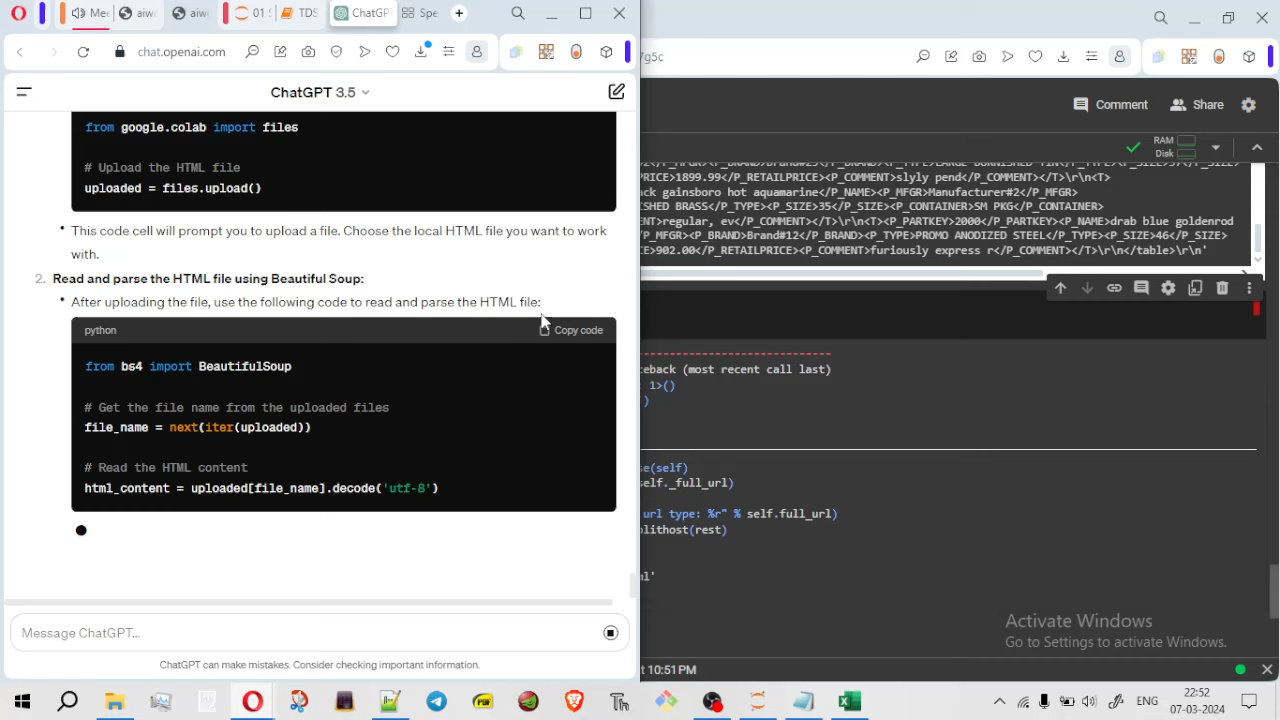 Mee
aiwe
aiwe
01 S
TDS
ChatGP
Spe
chat.openai.com
ChatGPT 3.5
from google.colab import files
# Upload the HTML file
uploaded = files.upload()
• This code cell will prompt you to upload a file. Choose the local HTML file you want to work
with.
2. Read and parse the HTML file using Beautiful Soup:
• After uploading the file, use the following code to read and parse the HTML file:
python
Copy code
from bs4 import BeautifulSoup
# Get the file name from the uploaded files
file_name = next(iter(uploaded))
# Read the HTML content
html_content = uploaded[file_name].decode('utf-8')
Message ChatGPT...
ChatGPT can make mistakes. Consider checking important information.
7g5c
Comment
Share
RAM
Disk
PRICE>1899.99</P_RETAILPRICE><P_COMMENT>slyly pend</P_COMMENT></T>\r\n<T>
ack gainsboro hot aquamarine</P_NAME><P_MFGR>Manufacturer#2</P_MFGR>
ISHED BRASS</P_TYPE><P_SIZE>35</P_SIZE><P_CONTAINER>SM PKG</P_CONTAINER>
ENT>regular, ev</P_COMMENT></T>\r\n<T><P_PARTKEY>2000</P_PARTKEY><P_NAME>drab blue goldenrod
/P_MFGR><P_BRAND>Brand#12</P_BRAND><P_TYPE>PROMO ANODIZED STEEL</P_TYPE><P_SIZE>46</P_SIZE>
CE>902.00</P_RETAILPRICE><P_COMMENT>furiously express r</P_COMMENT></T>\r\n</table>\r\n'
eback (most recent call last)
1>()
')
se(self)
self._full_url)
url type: %r" % self.full_url)
plithost(rest)
ml'
Activate Windows
Go to Settings to activate Windows.
t 10:51 PM
ENG
22:52
07-03-2024